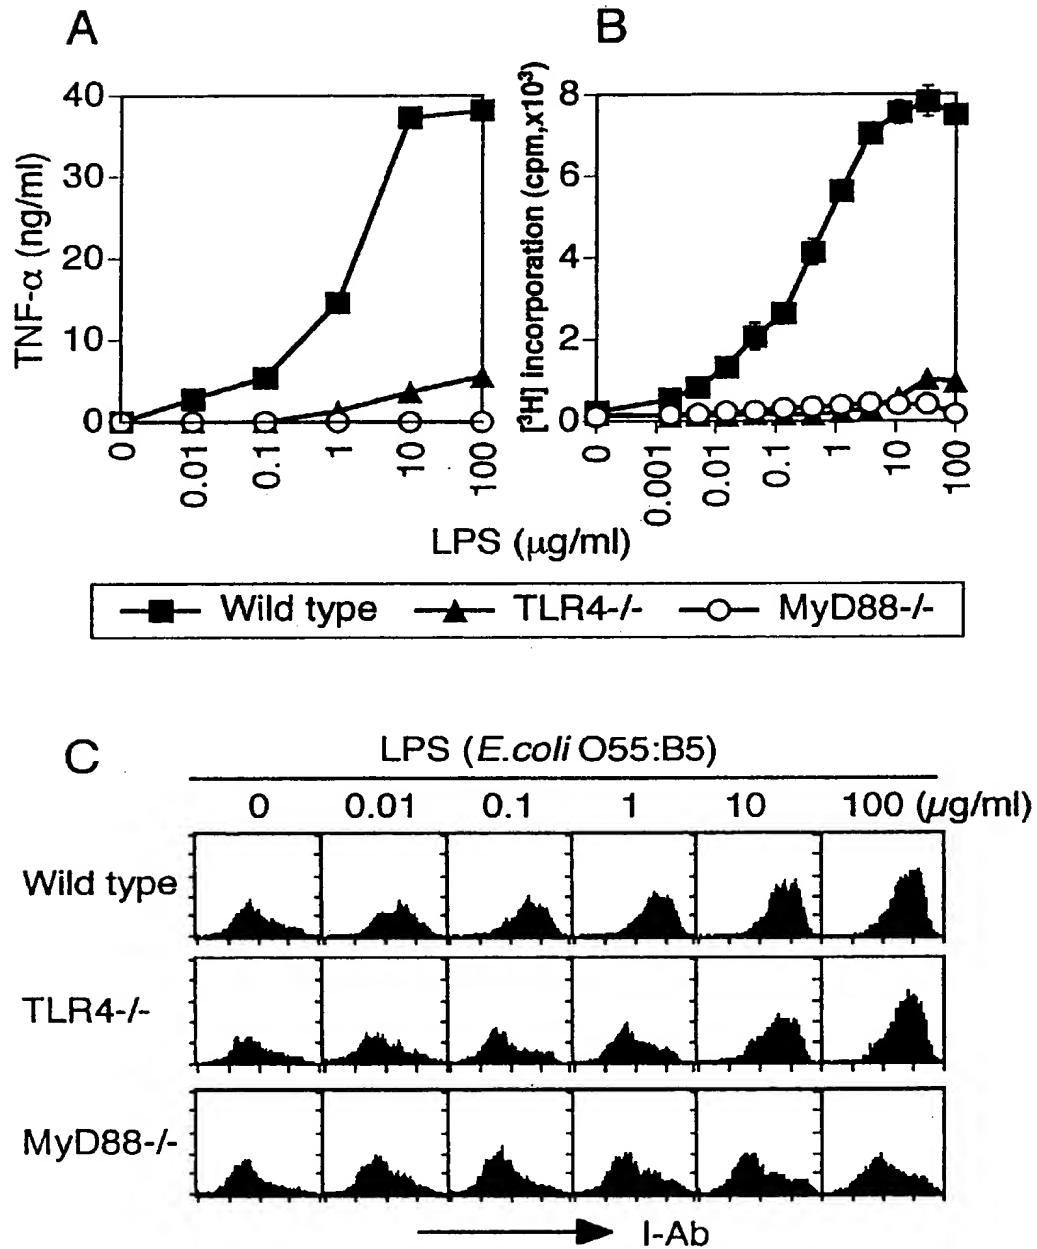 A
B
TNF-α (ng/ml)
40
30
20
10
0
0
0.01
0.1
1
10
100
[³H] incorporation (cpm,x10³)
8
6
4
2
0
0
0.001
0.01
0.1
1
10
100
LPS (μg/ml)
Wild type TLR4-/- MyD88-/-
C
LPS (E.coli O55:B5)
0 0.01 0.1 1 10 100 (μg/ml)
Wild type
TLR4-/-
MyD88-/-
I-Ab